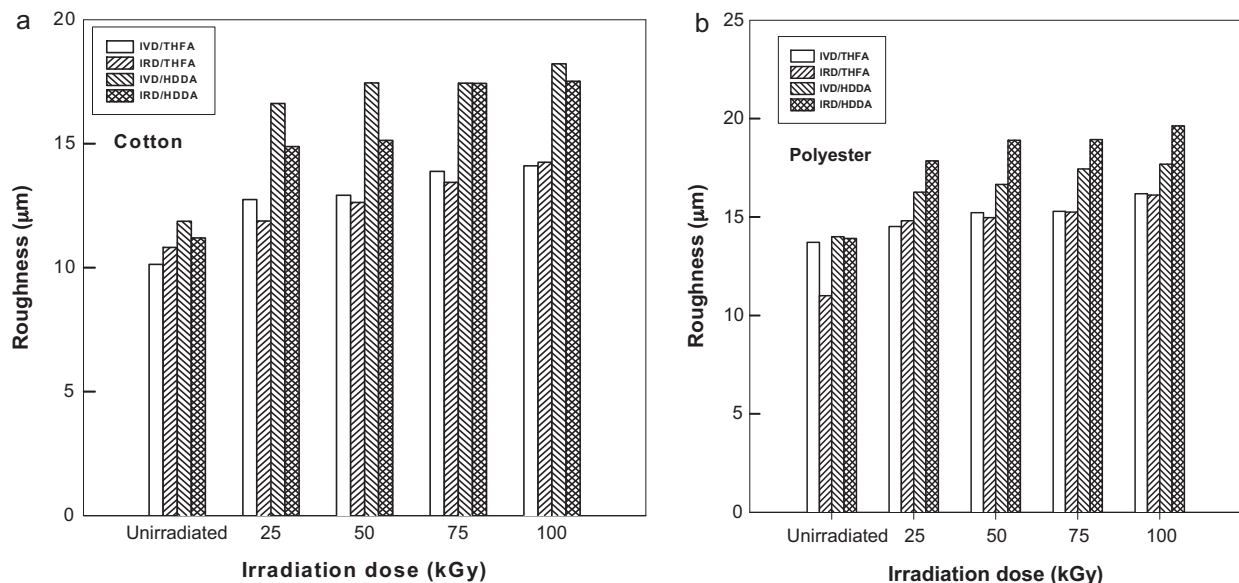 a
20
15
10
5
0
Roughness (μm)
IVD/THFA
IRD/THFA
IVD/HDDA
IRD/HDDA
Cotton
Unirradiated 25 50 75 100
Irradiation dose (kGy)
b
25
20
15
10
5
0
Roughness (μm)
IVD/THFA
IRD/THFA
IVD/HDDA
IRD/HDDA
Polyester
Unirradiated 25 50 75 100
Irradiation dose (kGy)